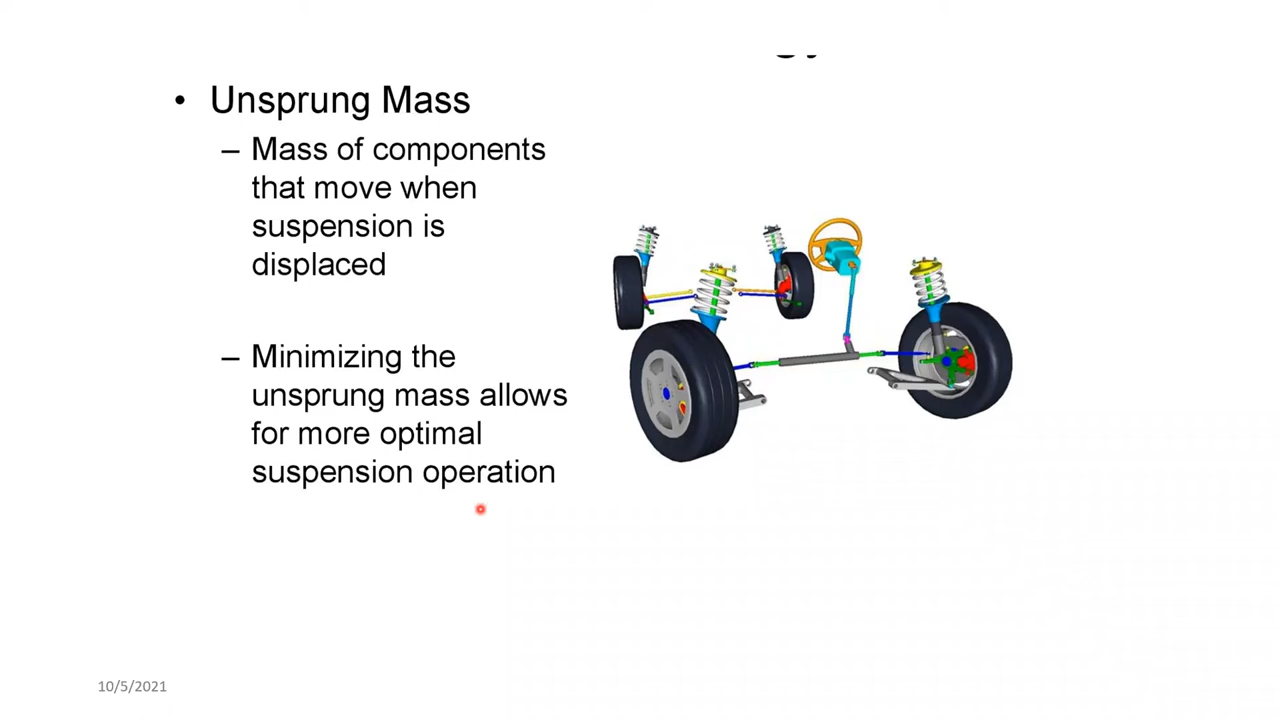 • Unsprung Mass
– Mass of components
that move when
suspension is
displaced
– Minimizing the
unsprung mass allows
for more optimal
suspension operation
10/5/2021